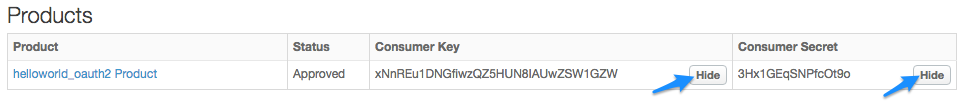 Products
Product Status Consumer Key Consumer Secret
helloworld_oauth2 Product Approved xNnREu1DNGfiwzQZ5HUN8IAUwZSW1GZW Hide 3Hx1GEqSNPfcOt9o Hide